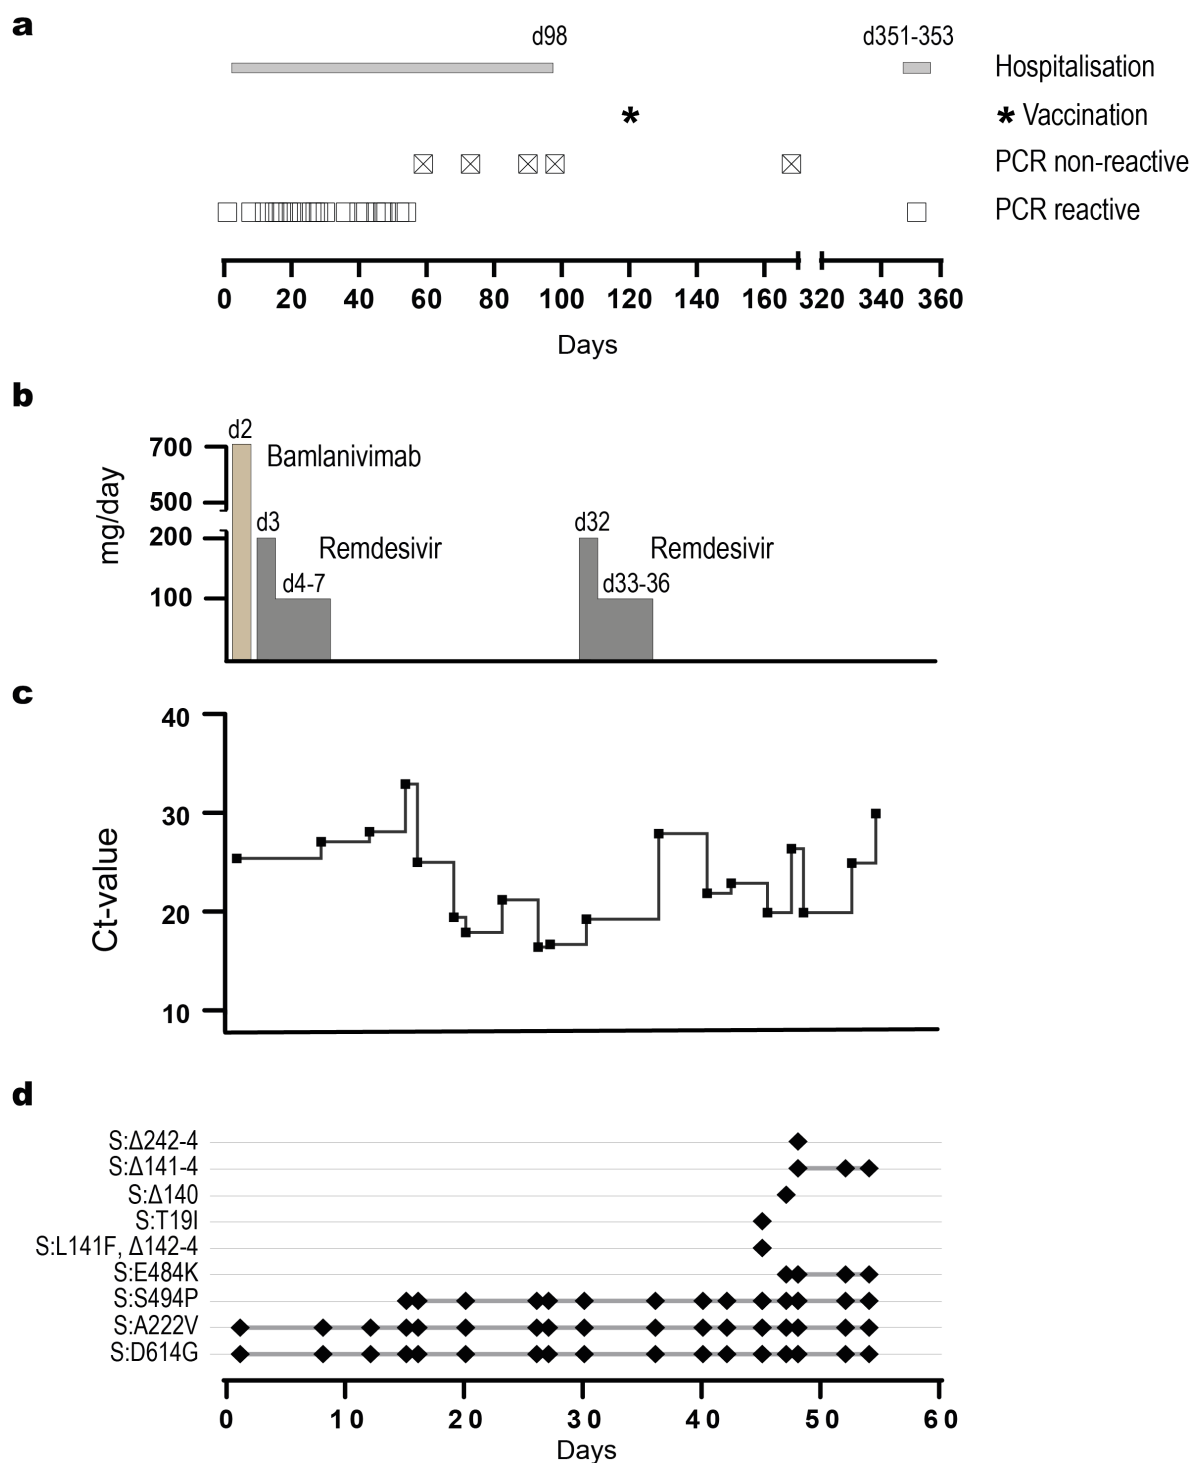 a
d98 d351-353
Hospitalisation
* Vaccination
PCR non-reactive
PCR reactive
0 20 40 60 80 100 120 140 160 320 340 360
Days
b
d2
700
Bamlanivimab
500
mg/day
d3 d32
200
Remdesivir Remdesivir
d4-7 d33-36
100
c
40
30
Ct-value
20
10
d
S:Δ242-4
S:Δ141-4
S:Δ140
S:T19I
S:L141F, Δ142-4
S:E484K
S:S494P
S:A222V
S:D614G
0 10 20 30 40 50 60
Days